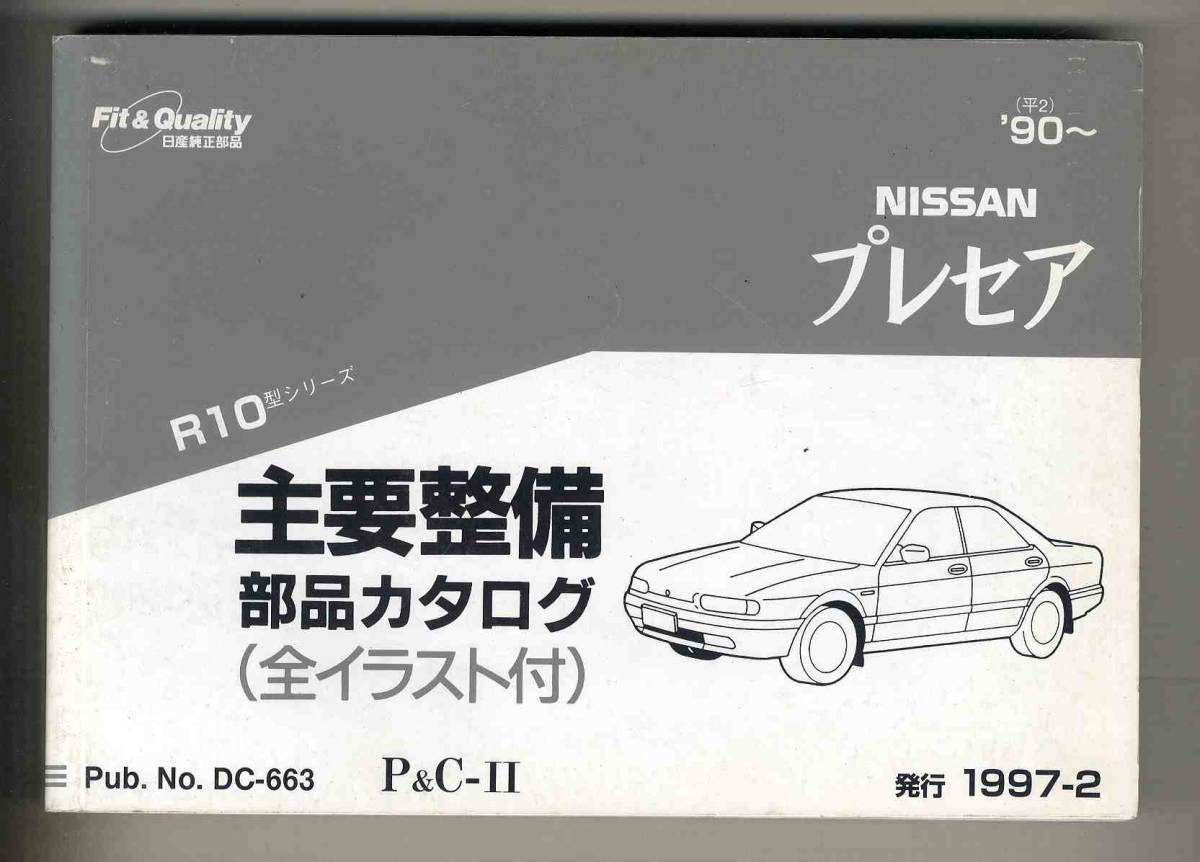 Fit & Quality
日産純正部品
(平2)
'90～
NISSAN
プレセア
R10型シリーズ
主要整備
部品カタログ
(全イラスト付)
Pub. No. DC-663
P&C-II
発行 1997-2